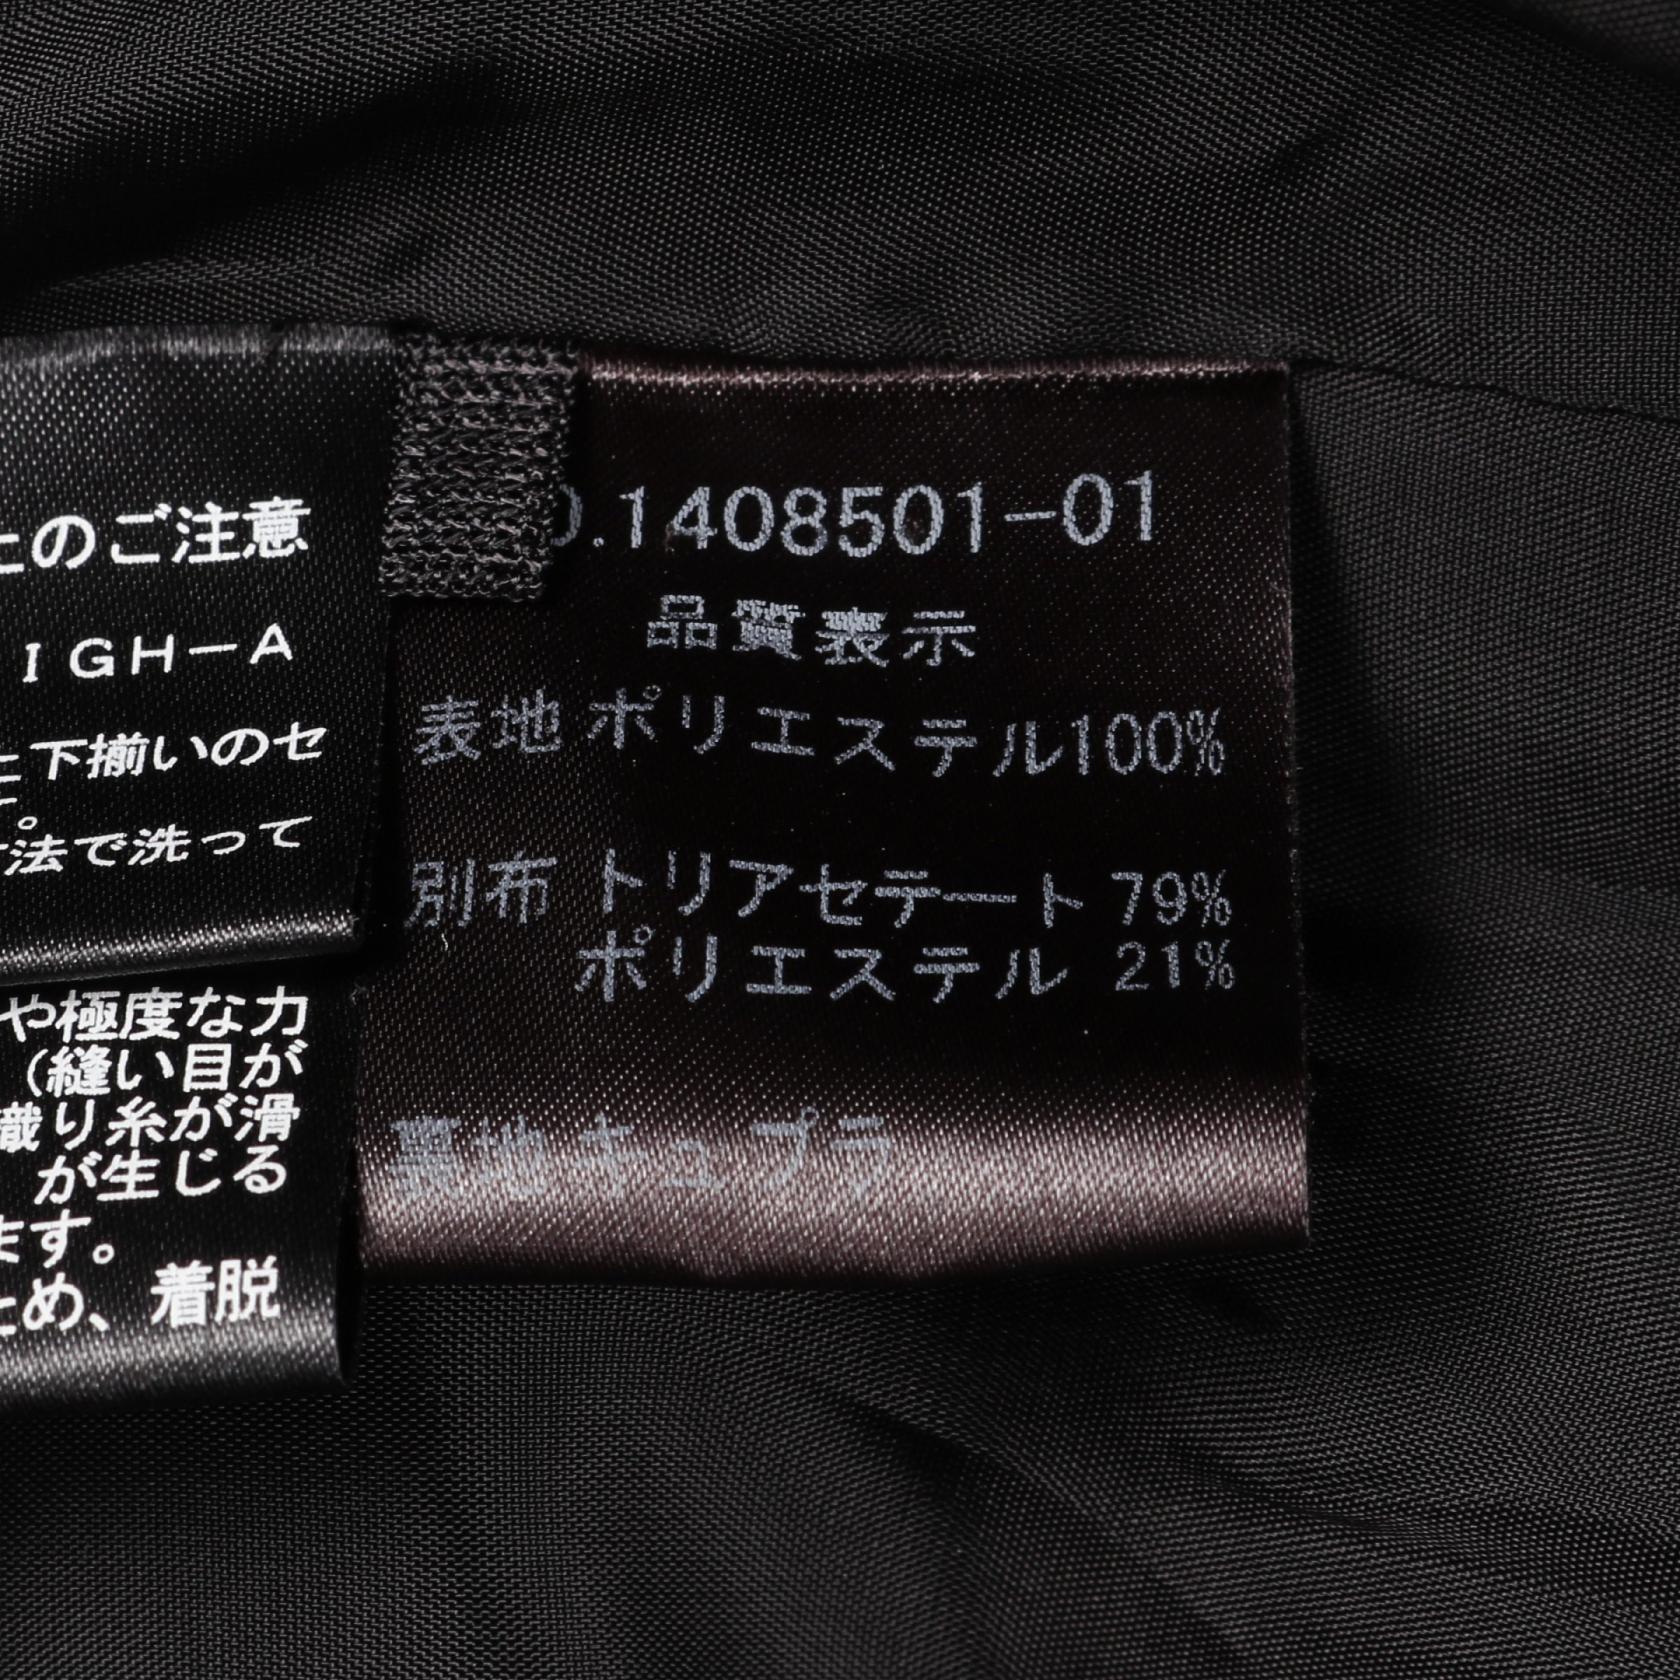 上のご注意
IGH-A
上下揃いのセ
法で洗って
や極度な力
(縫い目が
織り糸が滑
が生じる
ます。
ため、着脱
O.1408501-01
品質表示
表地 ポリエステル100%
別布 トリアセテート 79%
ポリエステル 21%
裏地キュプラ